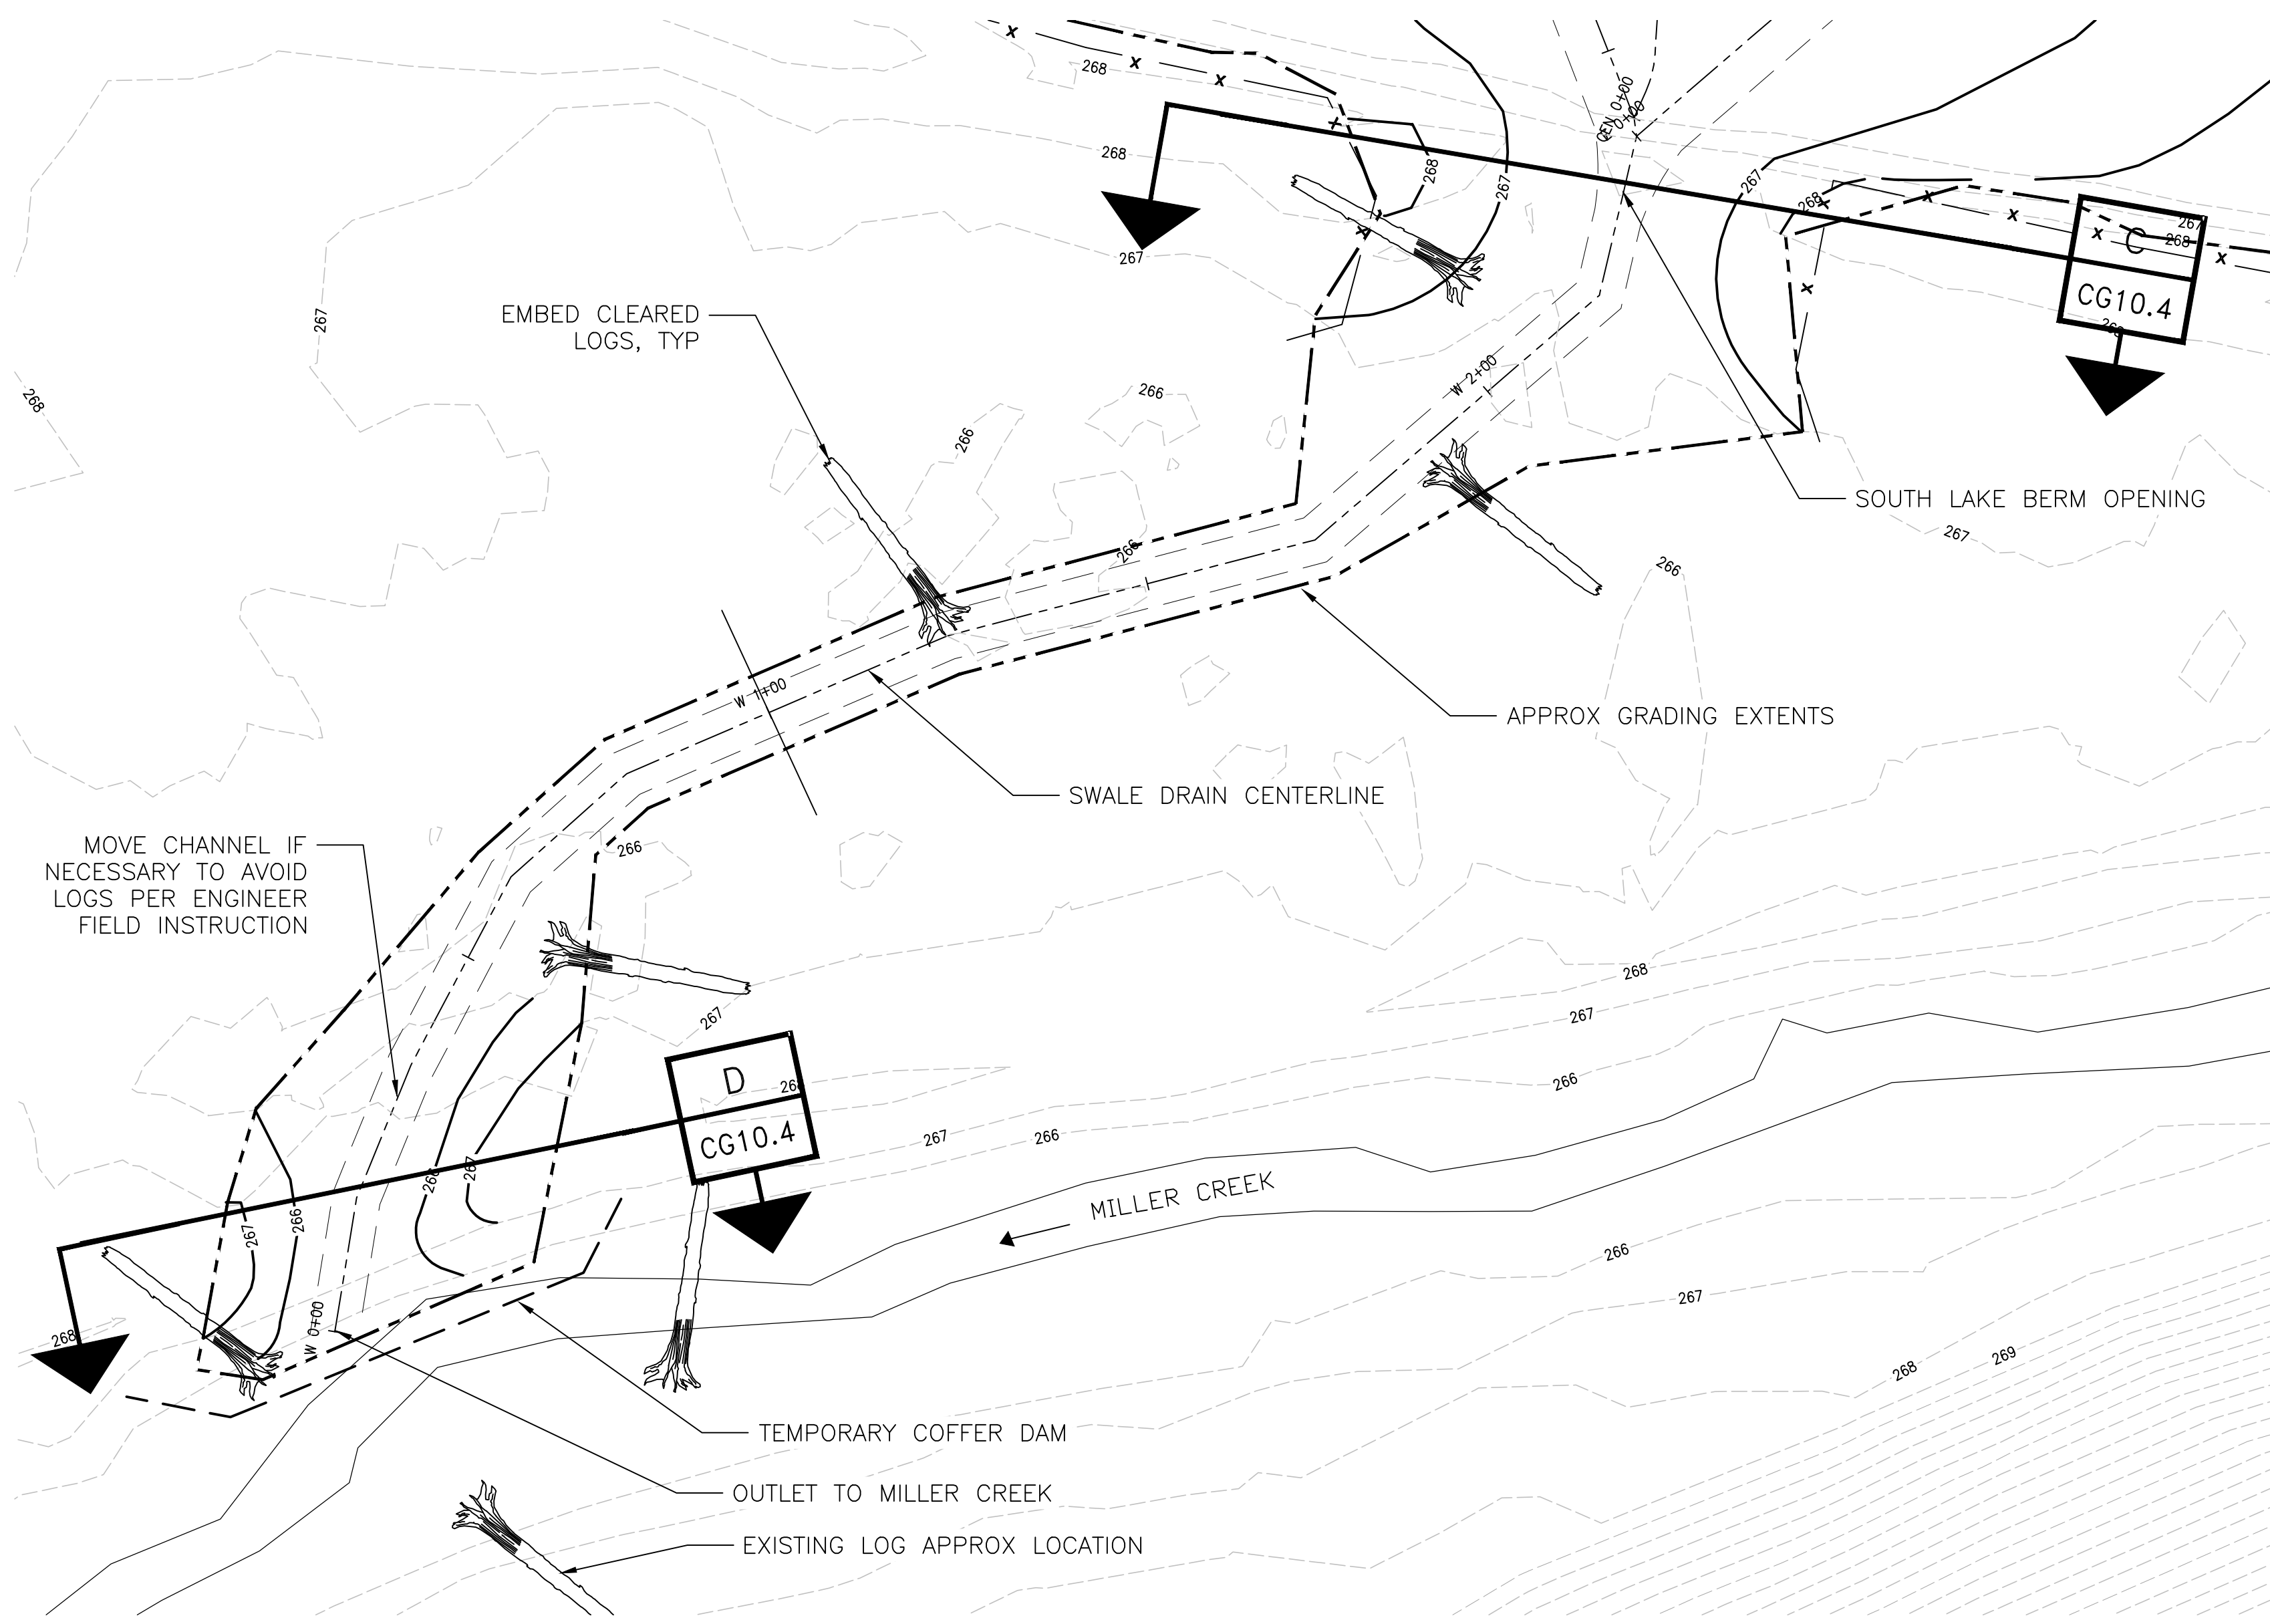 268
CEN 0+00
E 0+00
268
268
267
267
268
267
268
267
268
C
CG10.4
268
EMBED CLEARED
LOGS, TYP
267
268
W 2+00
266
266
SOUTH LAKE BERM OPENING
267
266
266
W 1+00
APPROX GRADING EXTENTS
SWALE DRAIN CENTERLINE
MOVE CHANNEL IF
NECESSARY TO AVOID
LOGS PER ENGINEER
FIELD INSTRUCTION
266
268
267
267
D
CG10.4
268
266
267
266
266
267
MILLER CREEK
267
266
266
267
W 0+00
268
268
269
TEMPORARY COFFER DAM
OUTLET TO MILLER CREEK
EXISTING LOG APPROX LOCATION